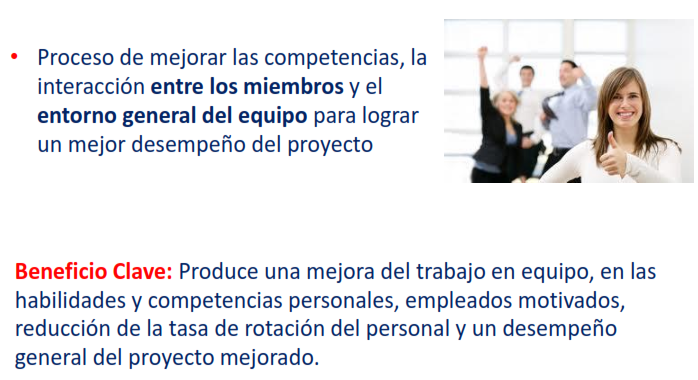 • Proceso de mejorar las competencias, la
interacción entre los miembros y el
entorno general del equipo para lograr
un mejor desempeño del proyecto
Beneficio Clave: Produce una mejora del trabajo en equipo, en las
habilidades y competencias personales, empleados motivados,
reducción de la tasa de rotación del personal y un desempeño
general del proyecto mejorado.